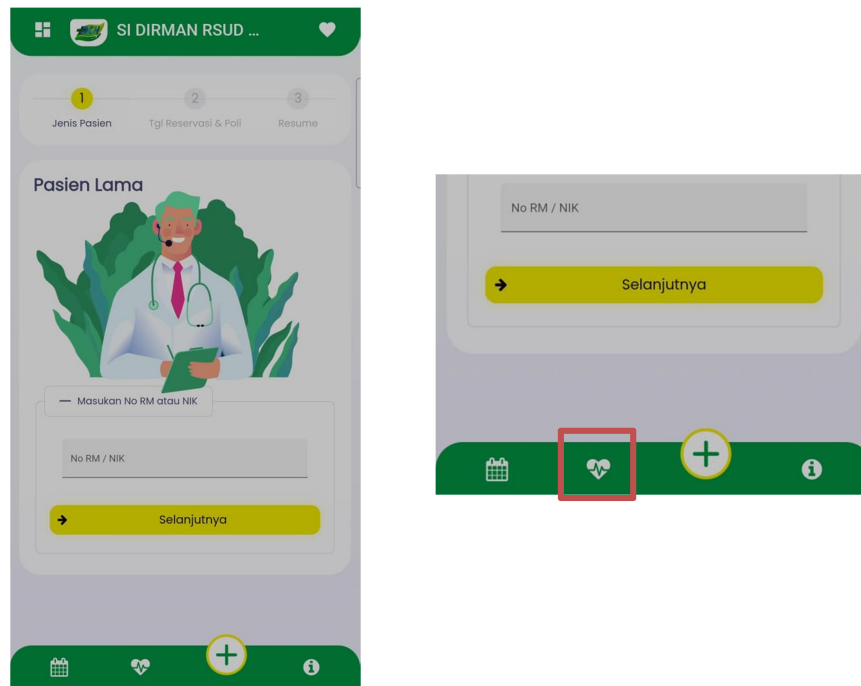 SI DIRMAN RSUD ...
1 2 3
Jenis Pasien Tgl Reservasi & Poli Resume
Pasien Lama
Masukan No RM atau NIK
No RM / NIK
Selanjutnya
No RM / NIK
Selanjutnya